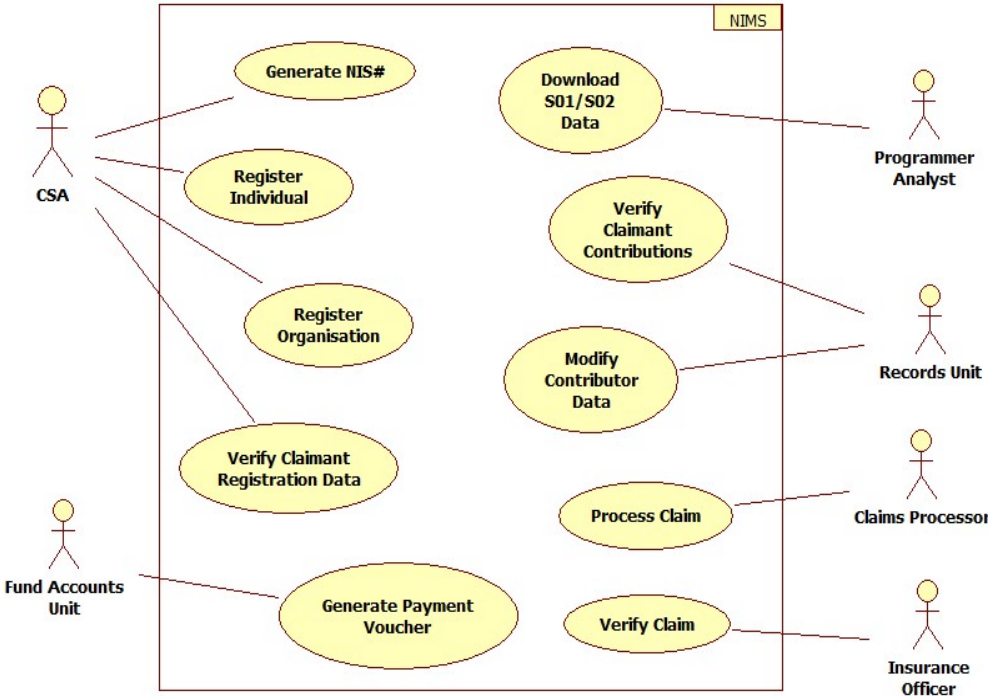 NIMS
Generate NIS#
Download
S01/S02
Data
CSA
Programmer
Analyst
Register
Individual
Verify
Claimant
Contributions
Register
Organisation
Records Unit
Modify
Contributor
Data
Verify Claimant
Registration Data
Process Claim
Claims Processor
Fund Accounts
Unit
Generate Payment
Voucher
Verify Claim
Insurance
Officer